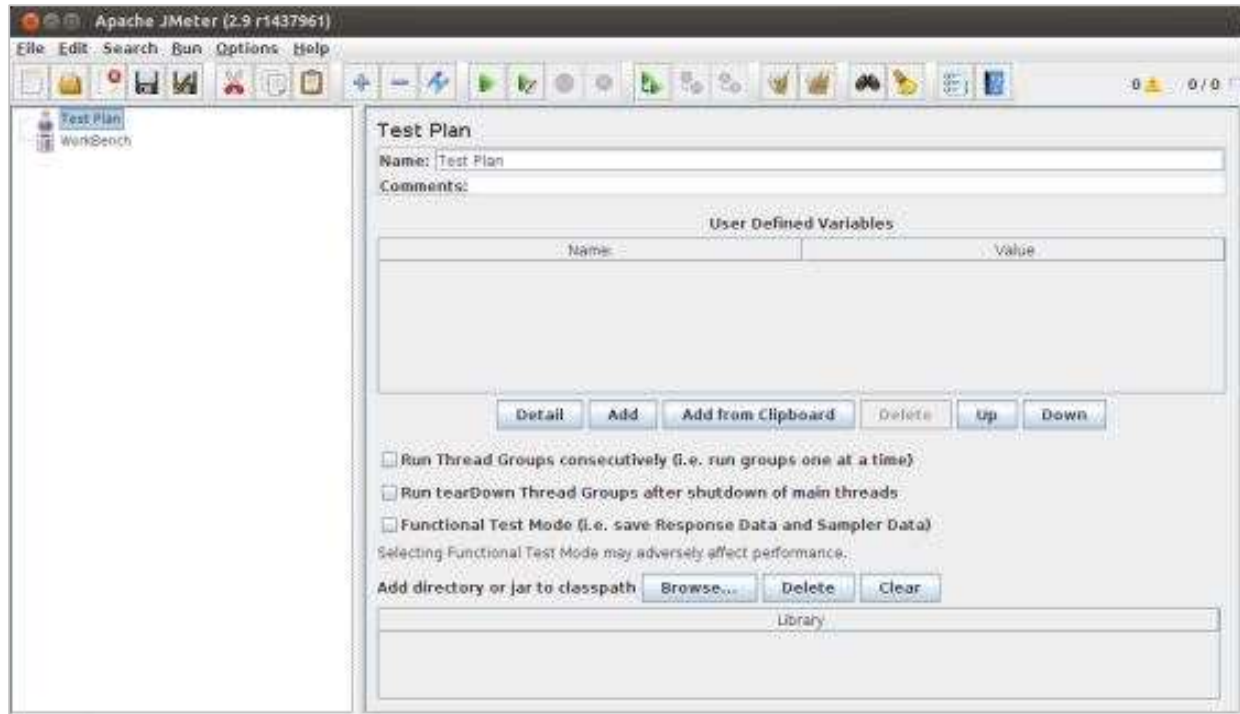 Apache JMeter (2.9 r1437961)
File Edit Search Run Options Help
0 0 / 0
Test Plan
WorkBench
Test Plan
Name: Test Plan
Comments:
User Defined Variables
Name: Value
Detail Add Add from Clipboard Delete Up Down
Run Thread Groups consecutively (i.e. run groups one at a time)
Run tearDown Thread Groups after shutdown of main threads
Functional Test Mode (i.e. save Response Data and Sampler Data)
Selecting Functional Test Mode may adversely affect performance.
Add directory or jar to classpath Browse... Delete Clear
Library